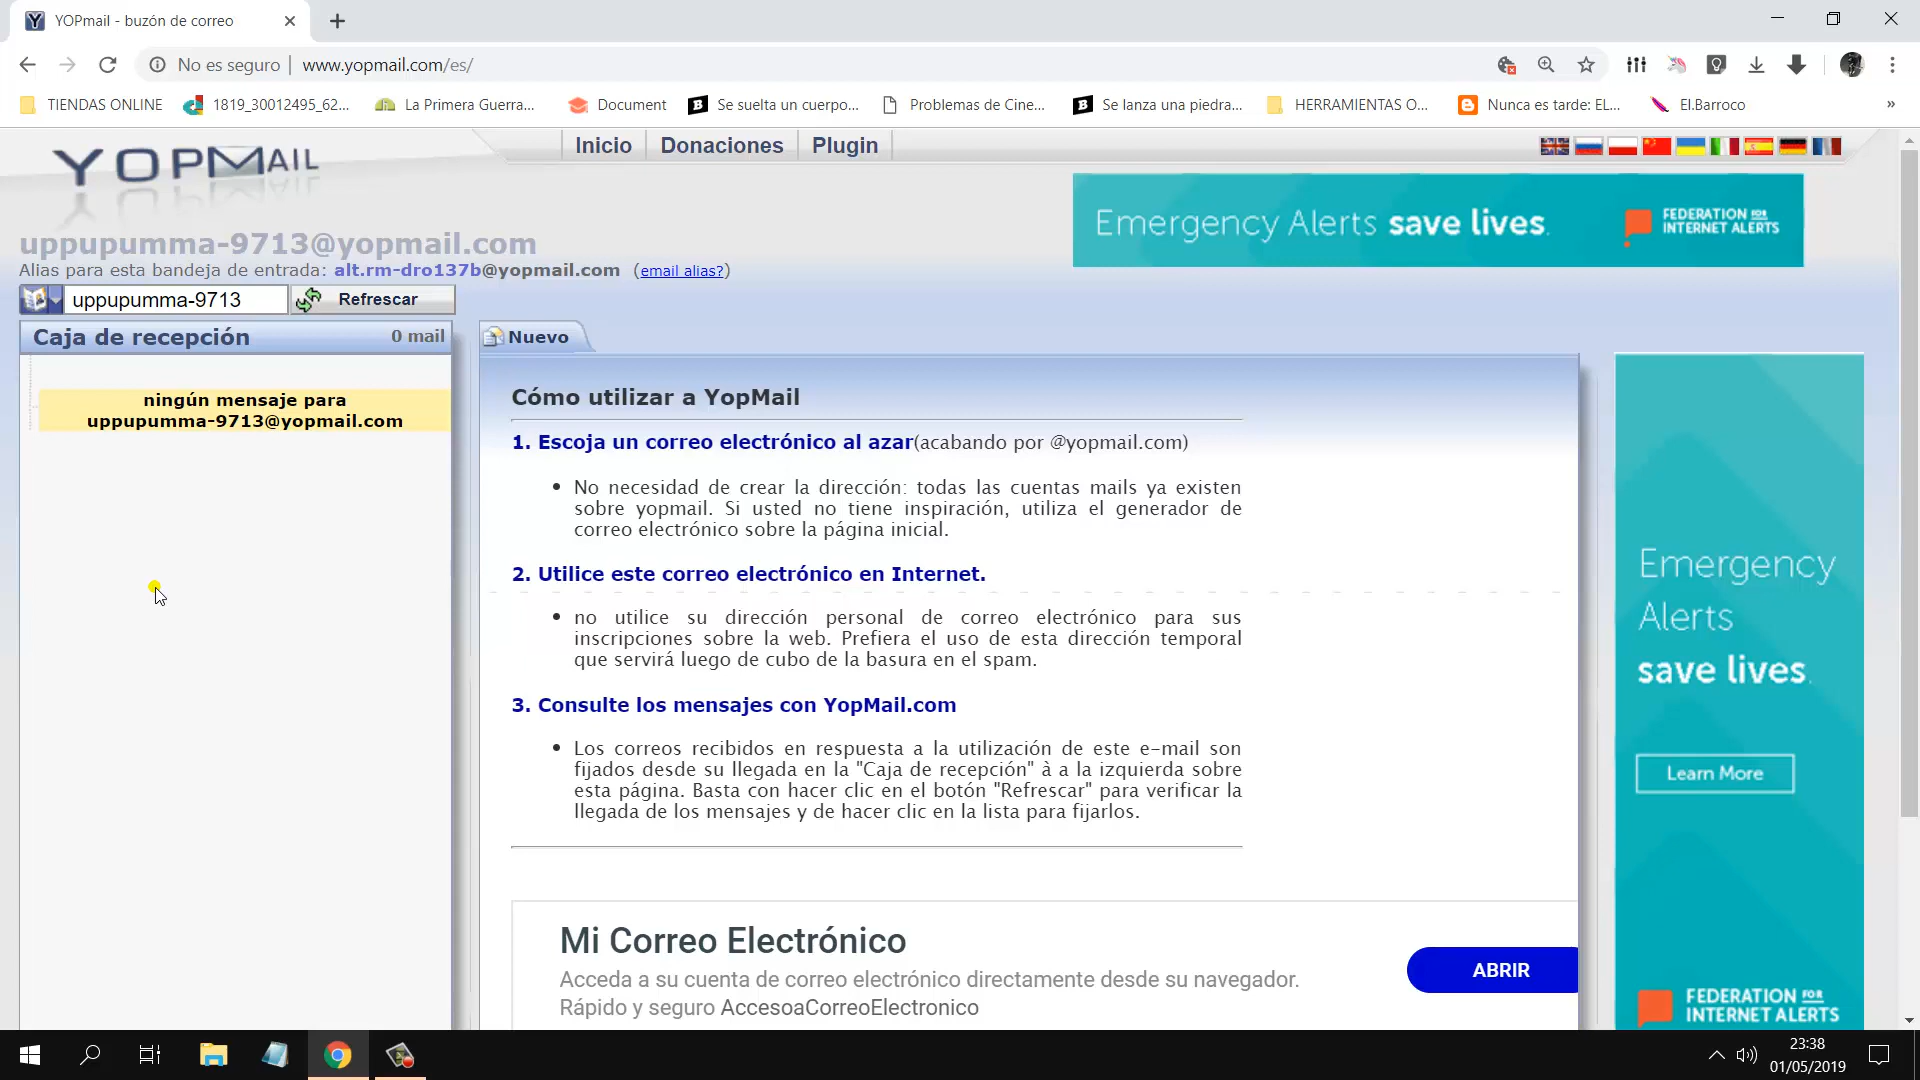 YOPmail - buzón de correo
No es seguro | www.yopmail.com/es/
TIENDAS ONLINE
1819_30012495_62...
La Primera Guerra...
Document
Se suelta un cuerpo...
Problemas de Cine...
Se lanza una piedra...
HERRAMIENTAS O...
Nunca es tarde: EL...
El.Barroco
»
YOPMAIL
Inicio
Donaciones
Plugin
Emergency Alerts save lives.
FEDERATION FOR
INTERNET ALERTS
uppupumma-9713@yopmail.com
Alias para esta bandeja de entrada: alt.rm-dro137b@yopmail.com (email alias?)
uppupumma-9713
Refrescar
Caja de recepción
0 mail
ningún mensaje para
uppupumma-9713@yopmail.com
Nuevo
Cómo utilizar a YopMail
1. Escoja un correo electrónico al azar(acabando por @yopmail.com)
• No necesidad de crear la dirección: todas las cuentas mails ya existen
sobre yopmail. Si usted no tiene inspiración, utiliza el generador de
correo electrónico sobre la página inicial.
2. Utilice este correo electrónico en Internet.
• no utilice su dirección personal de correo electrónico para sus
inscripciones sobre la web. Prefiera el uso de esta dirección temporal
que servirá luego de cubo de la basura en el spam.
3. Consulte los mensajes con YopMail.com
• Los correos recibidos en respuesta a la utilización de este e-mail son
fijados desde su llegada en la "Caja de recepción" à a la izquierda sobre
esta página. Basta con hacer clic en el botón "Refrescar" para verificar la
llegada de los mensajes y de hacer clic en la lista para fijarlos.
Mi Correo Electrónico
Acceda a su cuenta de correo electrónico directamente desde su navegador.
Rápido y seguro AccesoaCorreoElectronico
ABRIR
Emergency
Alerts
save lives.
Learn More
FEDERATION FOR
INTERNET ALERTS
23:38
01/05/2019